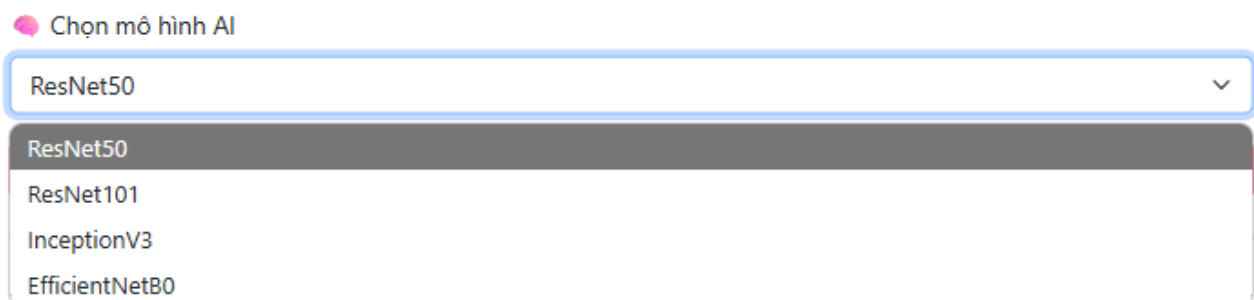 Chọn mô hình AI
ResNet50
ResNet50
ResNet101
InceptionV3
EfficientNetB0